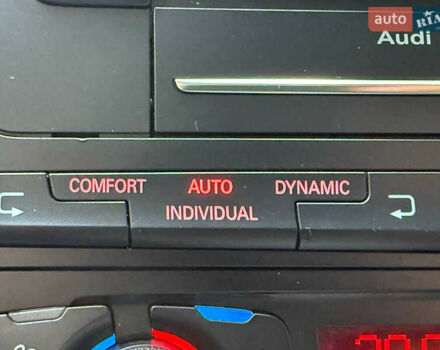 auto RIA
Audi
COMFORT AUTO DYNAMIC
INDIVIDUAL